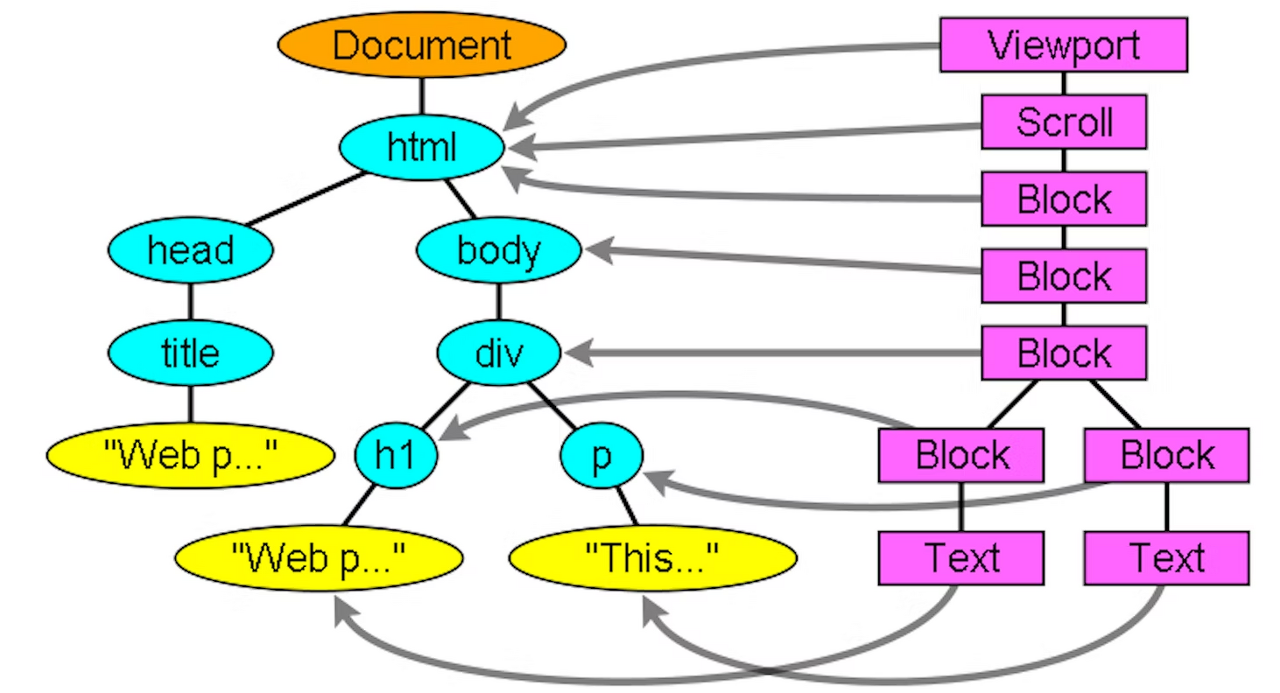 Document
Viewport
html
Scroll
Block
head
body
Block
title
div
Block
"Web p..."
h1
p
Block
Block
"Web p..."
"This..."
Text
Text